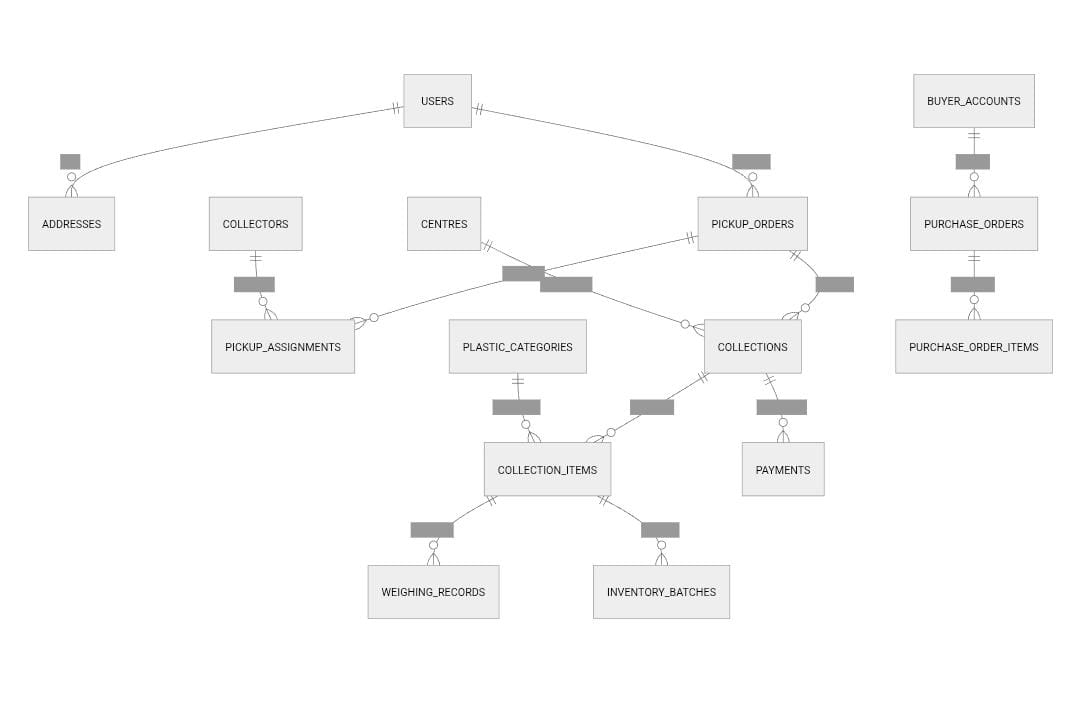 USERS
BUYER_ACCOUNTS
ADDRESSES
COLLECTORS
CENTRES
PICKUP_ORDERS
PURCHASE_ORDERS
PICKUP_ASSIGNMENTS
PLASTIC_CATEGORIES
COLLECTIONS
PURCHASE_ORDER_ITEMS
COLLECTION_ITEMS
PAYMENTS
WEIGHING_RECORDS
INVENTORY_BATCHES